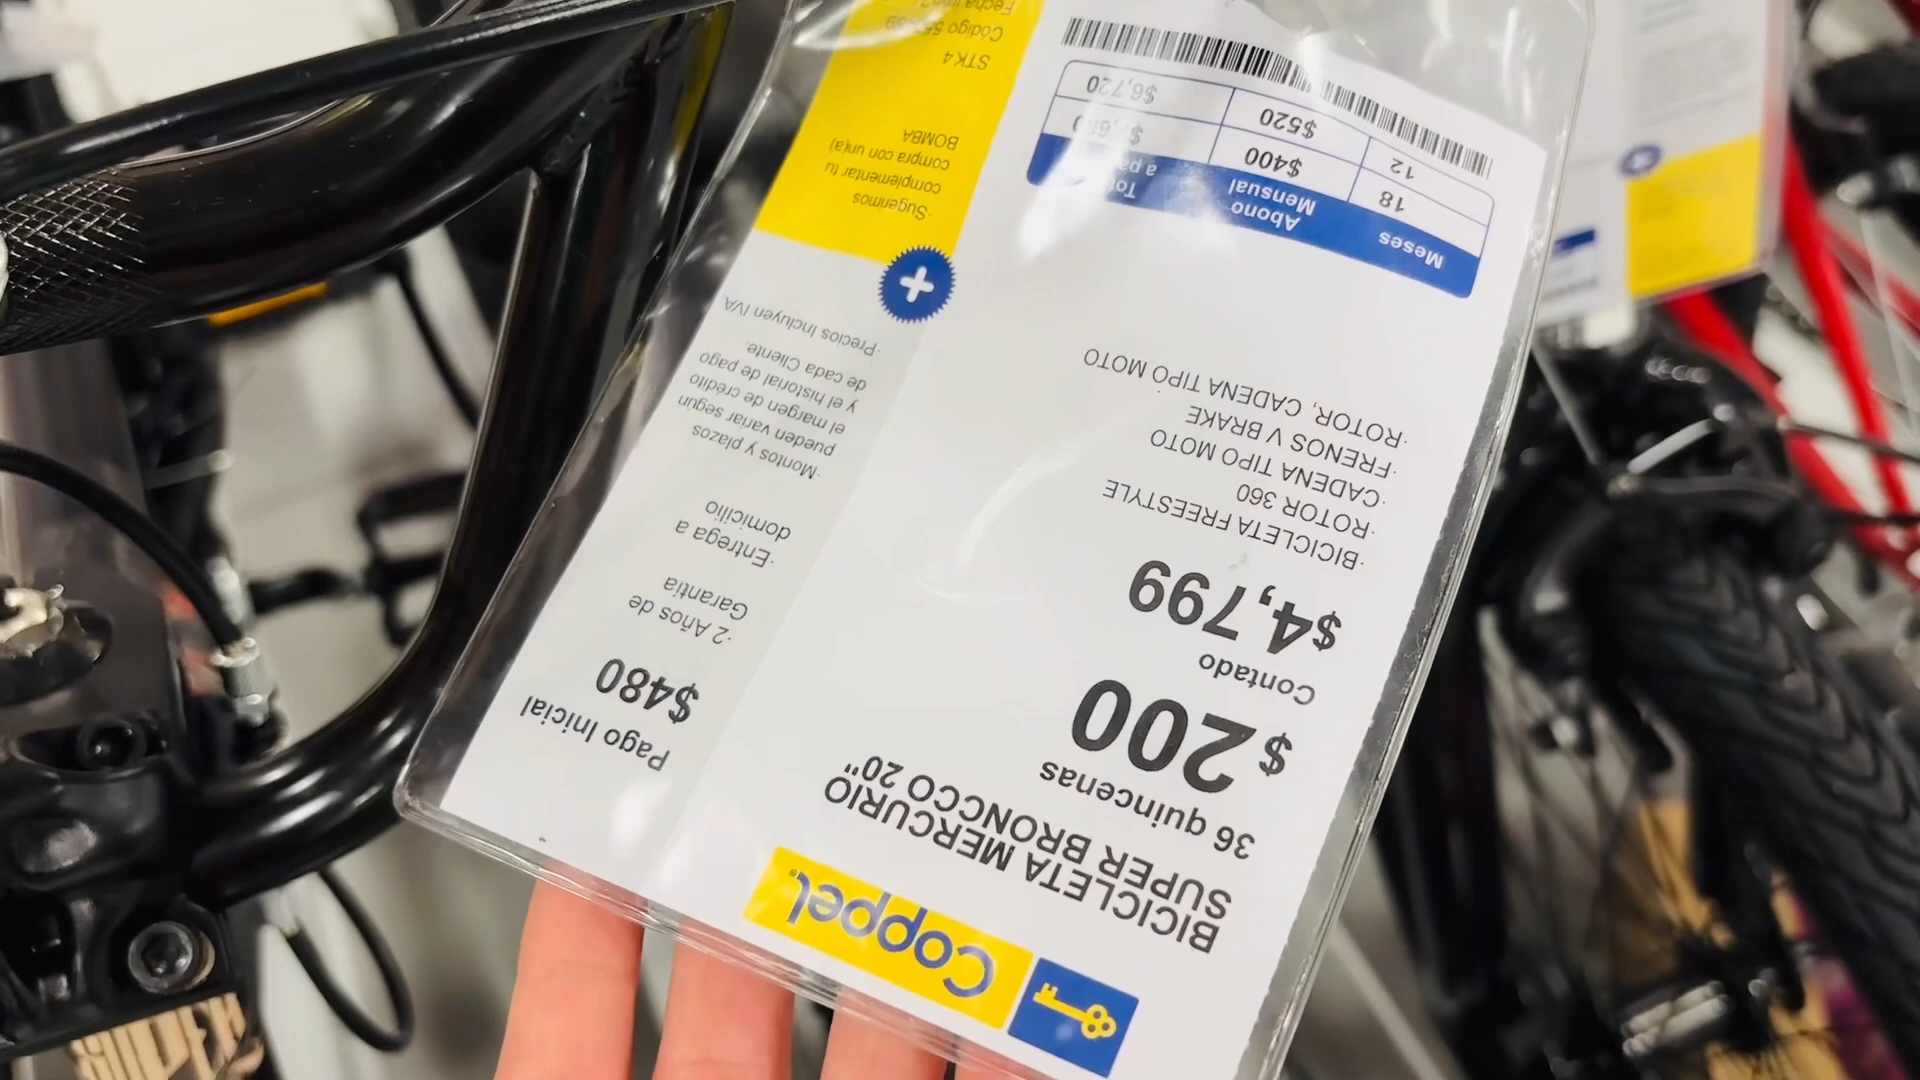 Coppel.
BICICLETA MERCURIO
SUPER BRONCCO 20"
36 quincenas
$200
Contado
$4,799
·BICICLETA FREESTYLE
·ROTOR 360
·CADENA TIPO MOTO
·FRENOS V BRAKE
·ROTOR, CADENA TIPO MOTO
Meses Abono Mensual
18 $400
12 $520 $6,720
Pago Inicial
$480
·2 Años de
Garantía
·Entrega a
domicilio
·Montos y plazos
pueden variar según
el margen de crédito
y el historial de pago
de cada Cliente.
·Precios Incluyen IVA.
·Sugerimos
complementar tu
compra con un(a)
BOMBA
STK 4
Código
SUPER